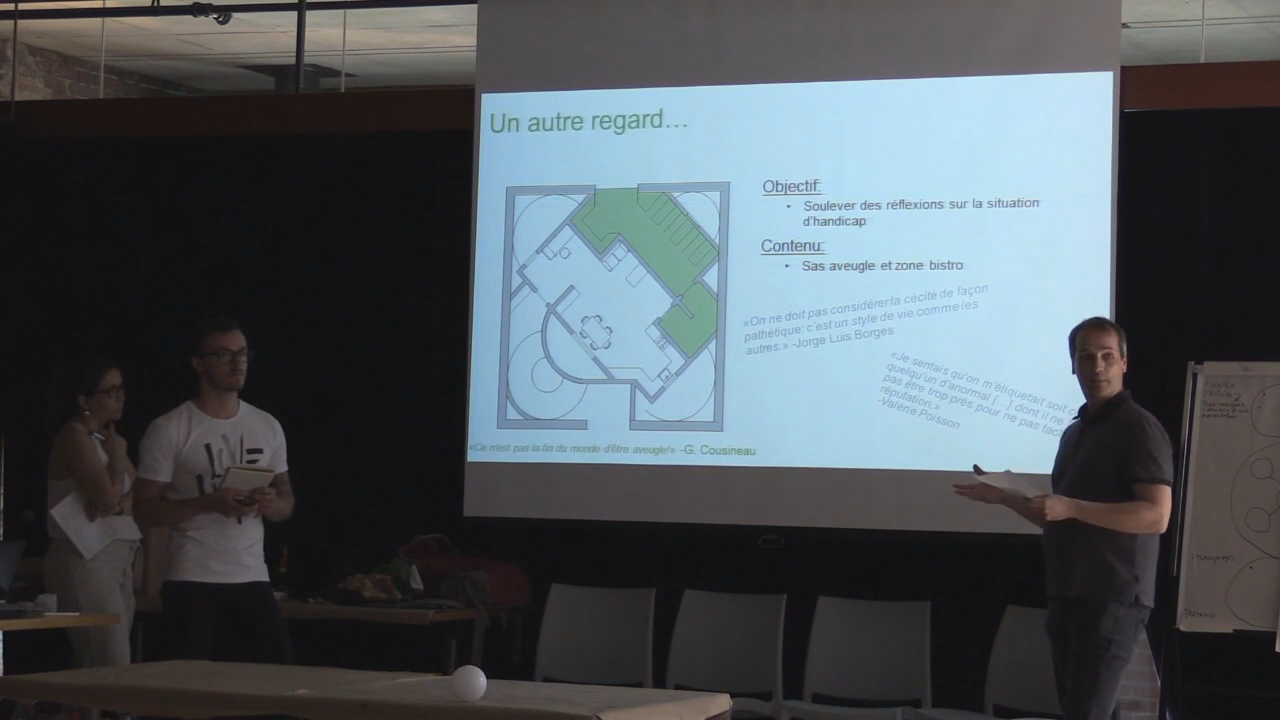 Un autre regard...
Objectif:
• Soulever des réflexions sur la situation
d'handicap
Contenu:
• Sas aveugle et zone bistro
«On ne doit pas considérer la cécité de façon
pathétique: c'est un style de vie comme les
autres.» -Jorge Luis Borges
«Je sentais qu'on m'étiquetait soit
quelqu'un d'anormal [...] dont il ne
pas être trop près pour ne pas
réputation.»
-Valérie Poisson
«Ce n'est pas la fin du monde d'être aveugle!» -G. Cousineau
LOVE